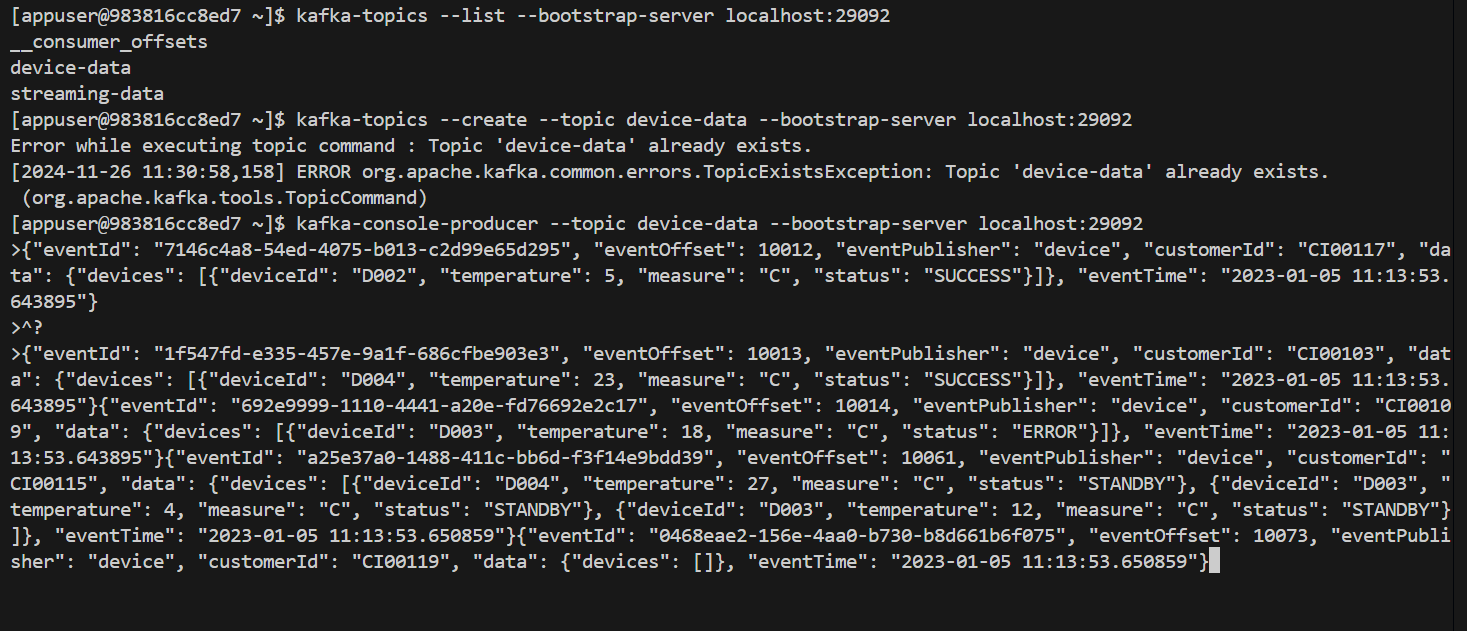 [appuser@983816cc8ed7 ~]$ kafka-topics --list --bootstrap-server localhost:29092
__consumer_offsets
device-data
streaming-data
[appuser@983816cc8ed7 ~]$ kafka-topics --create --topic device-data --bootstrap-server localhost:29092
Error while executing topic command : Topic 'device-data' already exists.
[2024-11-26 11:30:58,158] ERROR org.apache.kafka.common.errors.TopicExistsException: Topic 'device-data' already exists.
 (org.apache.kafka.tools.TopicCommand)
[appuser@983816cc8ed7 ~]$ kafka-console-producer --topic device-data --bootstrap-server localhost:29092
>{"eventId": "7146c4a8-54ed-4075-b013-c2d99e65d295", "eventOffset": 10012, "eventPublisher": "device", "customerId": "CI00117", "da
ta": {"devices": [{"deviceId": "D002", "temperature": 5, "measure": "C", "status": "SUCCESS"}]}, "eventTime": "2023-01-05 11:13:53.
643895"}
>^?
>{"eventId": "1f547fd-e335-457e-9a1f-686cfbe903e3", "eventOffset": 10013, "eventPublisher": "device", "customerId": "CI00103", "dat
a": {"devices": [{"deviceId": "D004", "temperature": 23, "measure": "C", "status": "SUCCESS"}]}, "eventTime": "2023-01-05 11:13:53.
643895"}{"eventId": "692e9999-1110-4441-a20e-fd76692e2c17", "eventOffset": 10014, "eventPublisher": "device", "customerId": "CI0010
9", "data": {"devices": [{"deviceId": "D003", "temperature": 18, "measure": "C", "status": "ERROR"}]}, "eventTime": "2023-01-05 11:
13:53.643895"}{"eventId": "a25e37a0-1488-411c-bb6d-f3f14e9bdd39", "eventOffset": 10061, "eventPublisher": "device", "customerId": "
CI00115", "data": {"devices": [{"deviceId": "D004", "temperature": 27, "measure": "C", "status": "STANDBY"}, {"deviceId": "D003", "
temperature": 4, "measure": "C", "status": "STANDBY"}, {"deviceId": "D003", "temperature": 12, "measure": "C", "status": "STANDBY"}
]}, "eventTime": "2023-01-05 11:13:53.650859"}{"eventId": "0468eae2-156e-4aa0-b730-b8d661b6f075", "eventOffset": 10073, "eventPubli
sher": "device", "customerId": "CI00119", "data": {"devices": []}, "eventTime": "2023-01-05 11:13:53.650859"}